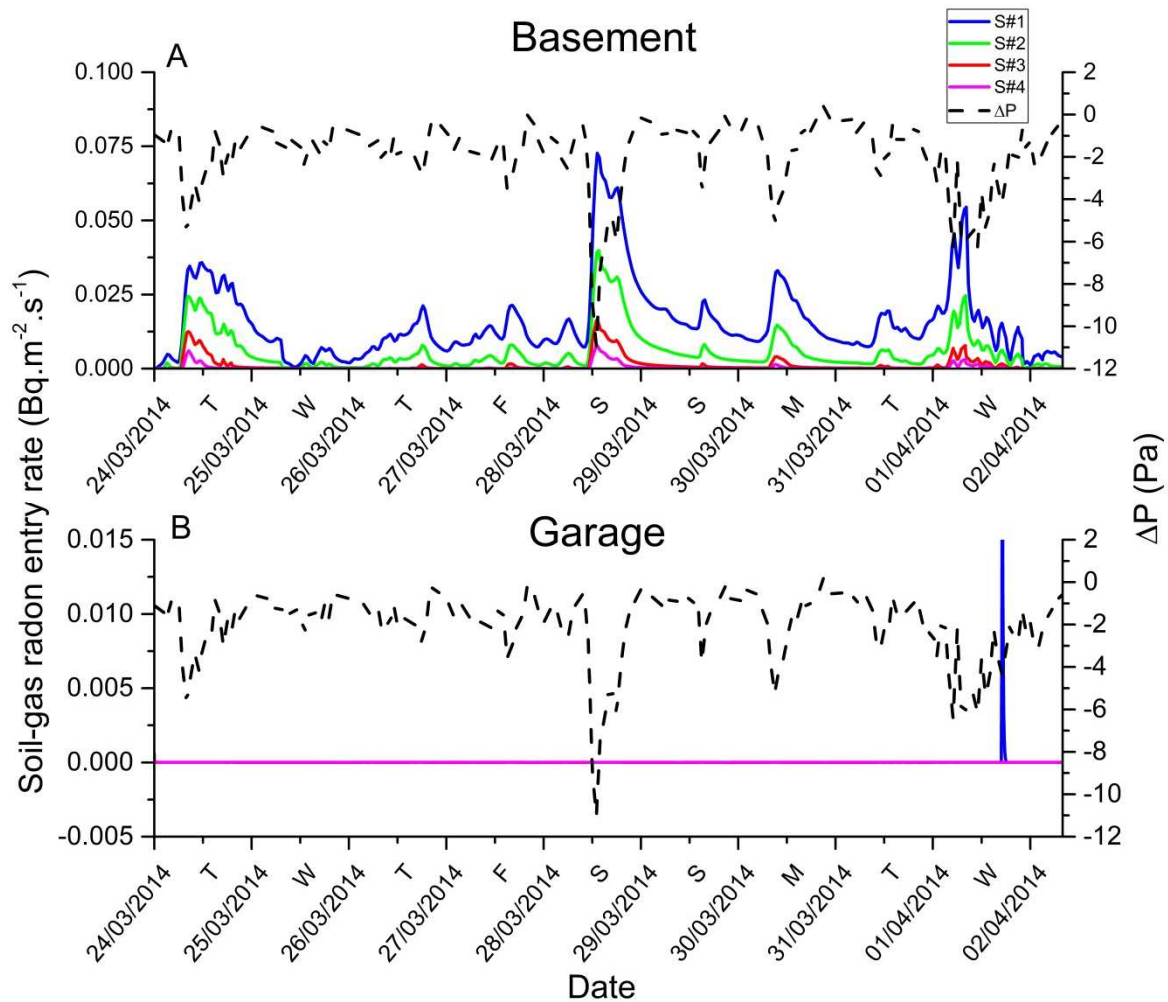 Basement
A
S#1
S#2
S#3
S#4
ΔP
0.100
0.075
0.050
0.025
0.000
2
0
-2
-4
-6
-8
-10
-12
24/03/2014 T 25/03/2014 W 26/03/2014 T 27/03/2014 F 28/03/2014 S 29/03/2014 S 30/03/2014 M 31/03/2014 T 01/04/2014 W 02/04/2014
Soil-gas radon entry rate (Bq.m⁻².s⁻¹)
ΔP (Pa)
B
Garage
0.015
0.010
0.005
0.000
-0.005
2
0
-2
-4
-6
-8
-10
-12
24/03/2014 T 25/03/2014 W 26/03/2014 T 27/03/2014 F 28/03/2014 S 29/03/2014 S 30/03/2014 M 31/03/2014 T 01/04/2014 W 02/04/2014
Date